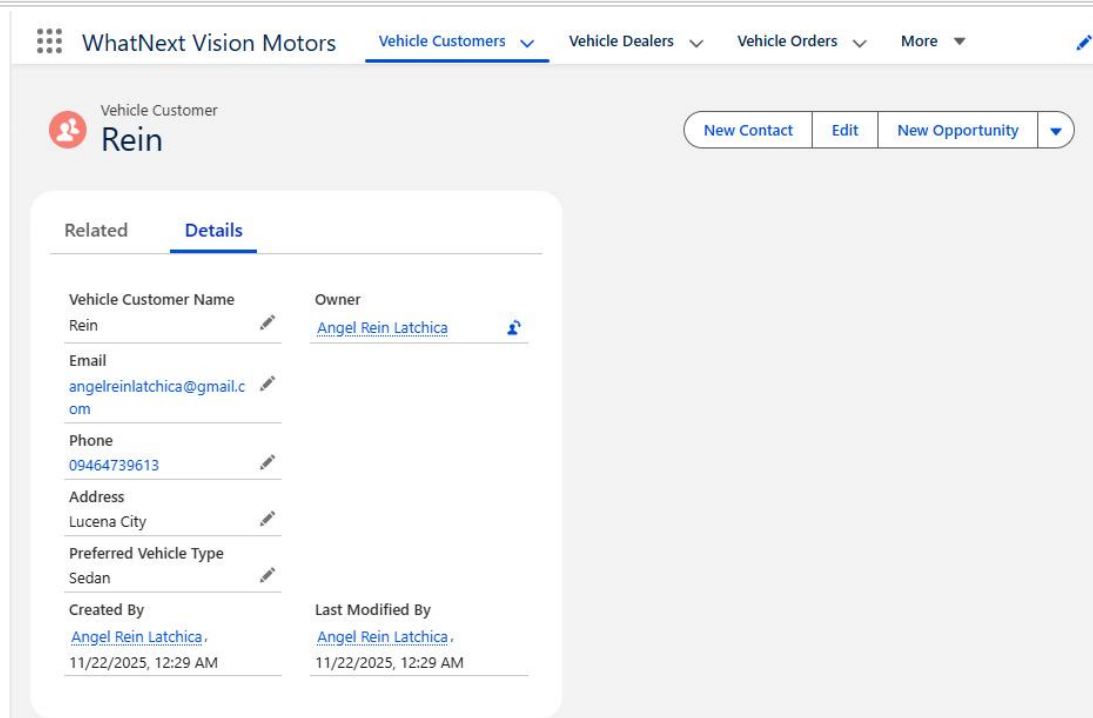 WhatNext Vision Motors Vehicle Customers Vehicle Dealers Vehicle Orders More
Vehicle Customer
Rein
New Contact Edit New Opportunity
Related Details
Vehicle Customer Name
Rein
Owner
Angel Rein Latchica
Email
angelreinlatchica@gmail.c
om
Phone
09464739613
Address
Lucena City
Preferred Vehicle Type
Sedan
Created By
Angel Rein Latchica,
11/22/2025, 12:29 AM
Last Modified By
Angel Rein Latchica,
11/22/2025, 12:29 AM